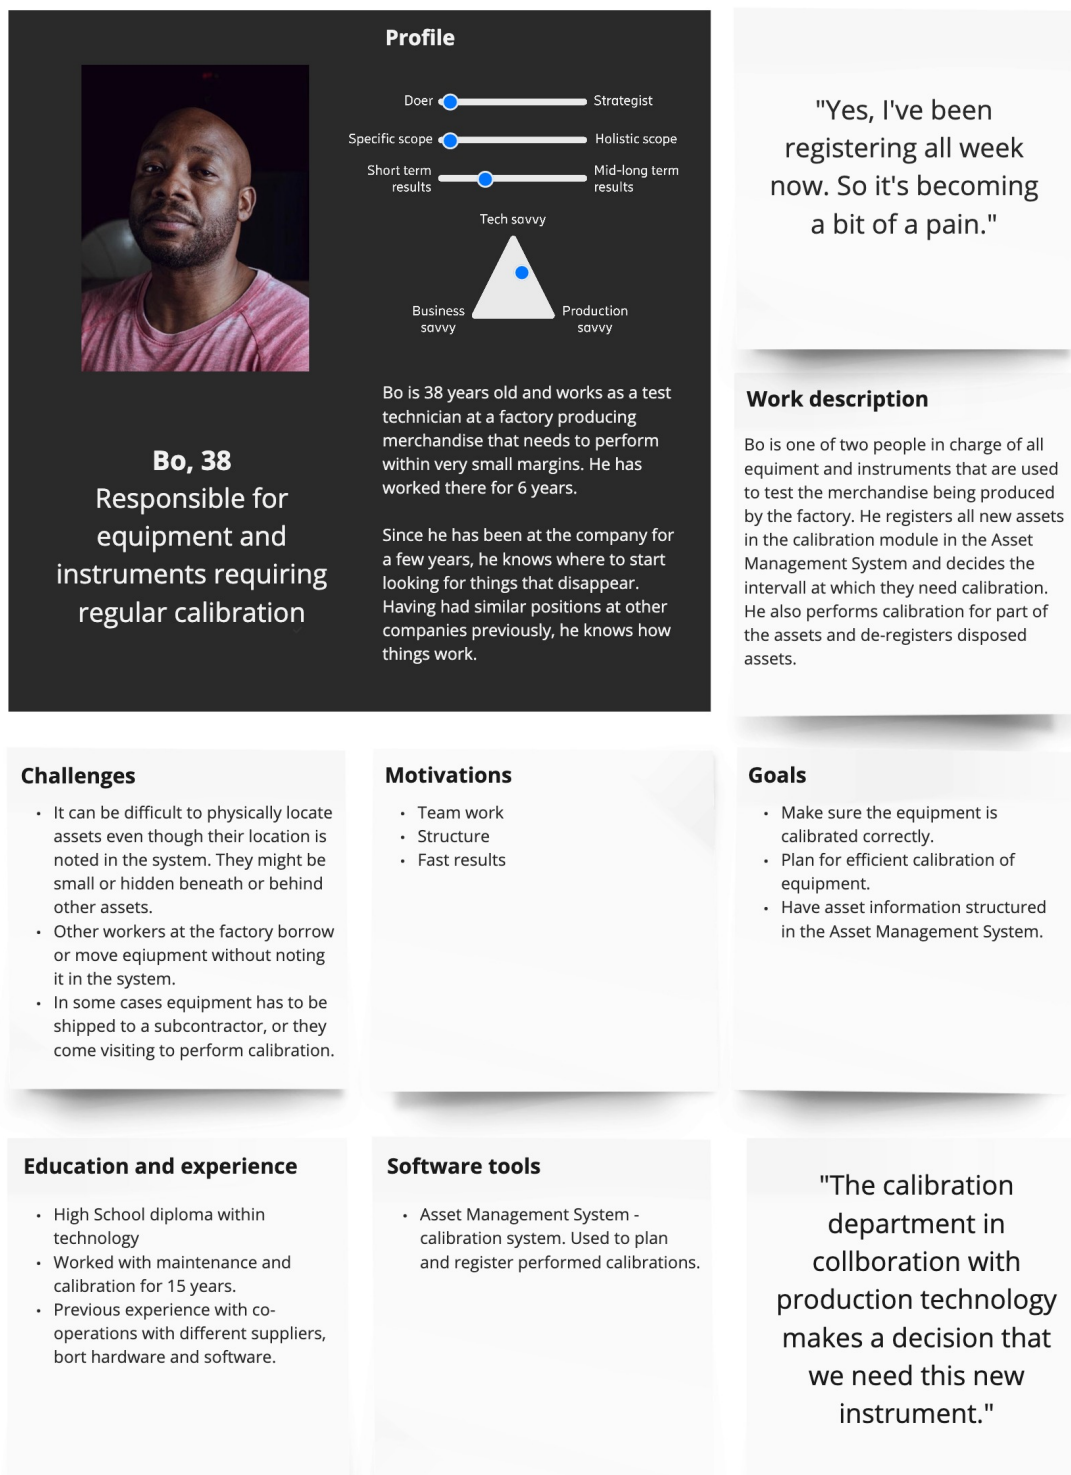 Profile
Doer
Strategist
Specific scope
Holistic scope
Short term
results
Mid-long term
results
Tech savvy
Business
savvy
Production
savvy
Bo, 38
Responsible for
equipment and
instruments requiring
regular calibration
Bo is 38 years old and works as a test
technician at a factory producing
merchandise that needs to perform
within very small margins. He has
worked there for 6 years.
Since he has been at the company for
a few years, he knows where to start
looking for things that disappear.
Having had similar positions at other
companies previously, he knows how
things work.
"Yes, I've been
registering all week
now. So it's becoming
a bit of a pain."
Work description
Bo is one of two people in charge of all
equiment and instruments that are used
to test the merchandise being produced
by the factory. He registers all new assets
in the calibration module in the Asset
Management System and decides the
intervall at which they need calibration.
He also performs calibration for part of
the assets and de-registers disposed
assets.
Challenges
• It can be difficult to physically locate
assets even though their location is
noted in the system. They might be
small or hidden beneath or behind
other assets.
• Other workers at the factory borrow
or move eqiupment without noting
it in the system.
• In some cases equipment has to be
shipped to a subcontractor, or they
come visiting to perform calibration.
Motivations
• Team work
• Structure
• Fast results
Goals
• Make sure the equipment is
calibrated correctly.
• Plan for efficient calibration of
equipment.
• Have asset information structured
in the Asset Management System.
Education and experience
• High School diploma within
technology
• Worked with maintenance and
calibration for 15 years.
• Previous experience with co-
operations with different suppliers,
bort hardware and software.
Software tools
• Asset Management System -
calibration system. Used to plan
and register performed calibrations.
"The calibration
department in
collboration with
production technology
makes a decision that
we need this new
instrument."